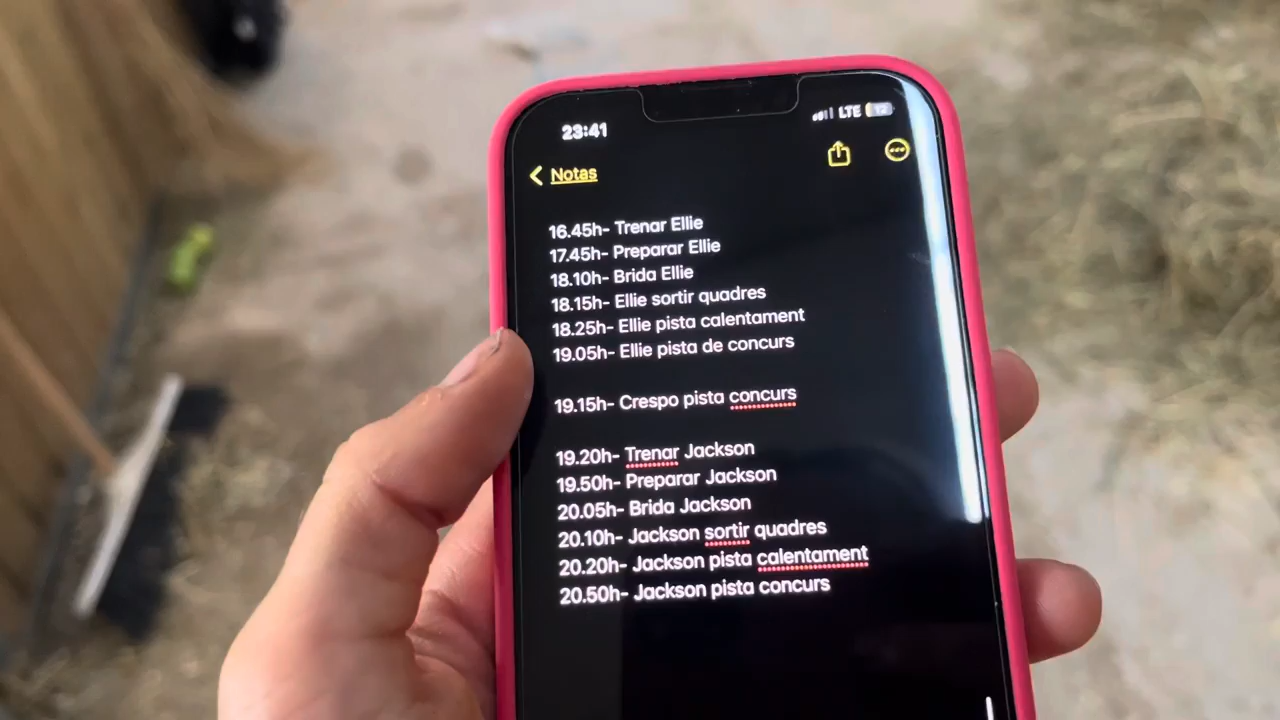 23:41
LTE 12
Notas
16.45h- Trenar Ellie
17.45h- Preparar Ellie
18.10h- Brida Ellie
18.15h- Ellie sortir quadres
18.25h- Ellie pista calentament
19.05h- Ellie pista de concurs
19.15h- Crespo pista concurs
19.20h- Trenar Jackson
19.50h- Preparar Jackson
20.05h- Brida Jackson
20.10h- Jackson sortir quadres
20.20h- Jackson pista calentament
20.50h- Jackson pista concurs